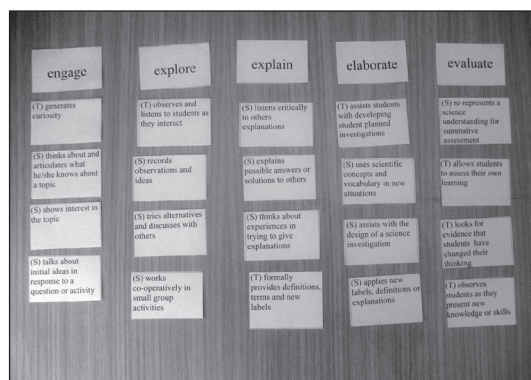 engage
(T) generates
curiosity
(S) thinks about and
articulates what
he/she knows about
a topic
(S) shows interest in
the topic
(S) talks about
initial ideas in
response to a
question or activity
explore
(T) observes and
listens to students as
they interact
(S) records
observations and
ideas
(S) tries alternatives
and discusses with
others
(S) works
co-operatively in
small group
activities
explain
(S) listens critically
to others
explanations
(S) explains
possible answers or
solutions to others
(S) thinks about
experiences in
trying to give
explanations
(T) formally
provides definitions,
terms and new
labels
elaborate
(T) assists students
with developing
student planned
investigations
(S) uses scientific
concepts and
vocabulary in new
situations
(S) assists with the
design of a science
investigation
(S) applies new
labels, definitions or
explanations
evaluate
(S) re-represents a
science
understanding for
summative
assessment
(T) allows students
to assess their own
learning
(T) looks for
evidence that
students have
changed their
thinking
(T) observes
students as they
present new
knowledge or skills